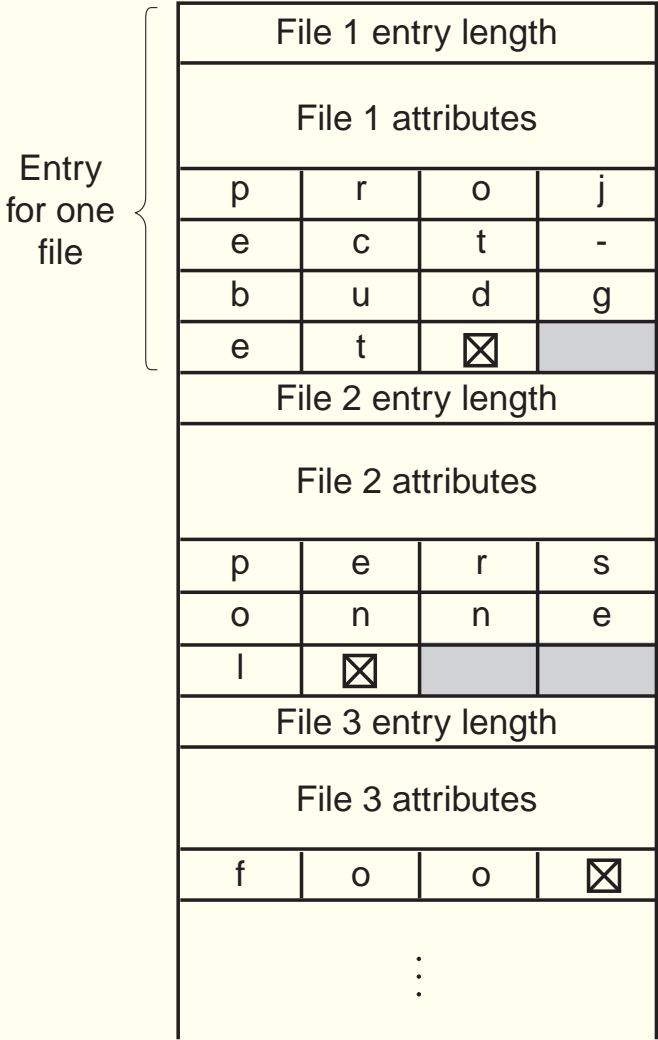 File 1 entry length
File 1 attributes
Entry
for one
file
p r o j
e c t -
b u d g
e t ☒
File 2 entry length
File 2 attributes
p e r s
o n n e
l ☒
File 3 entry length
File 3 attributes
f o o ☒
⋮